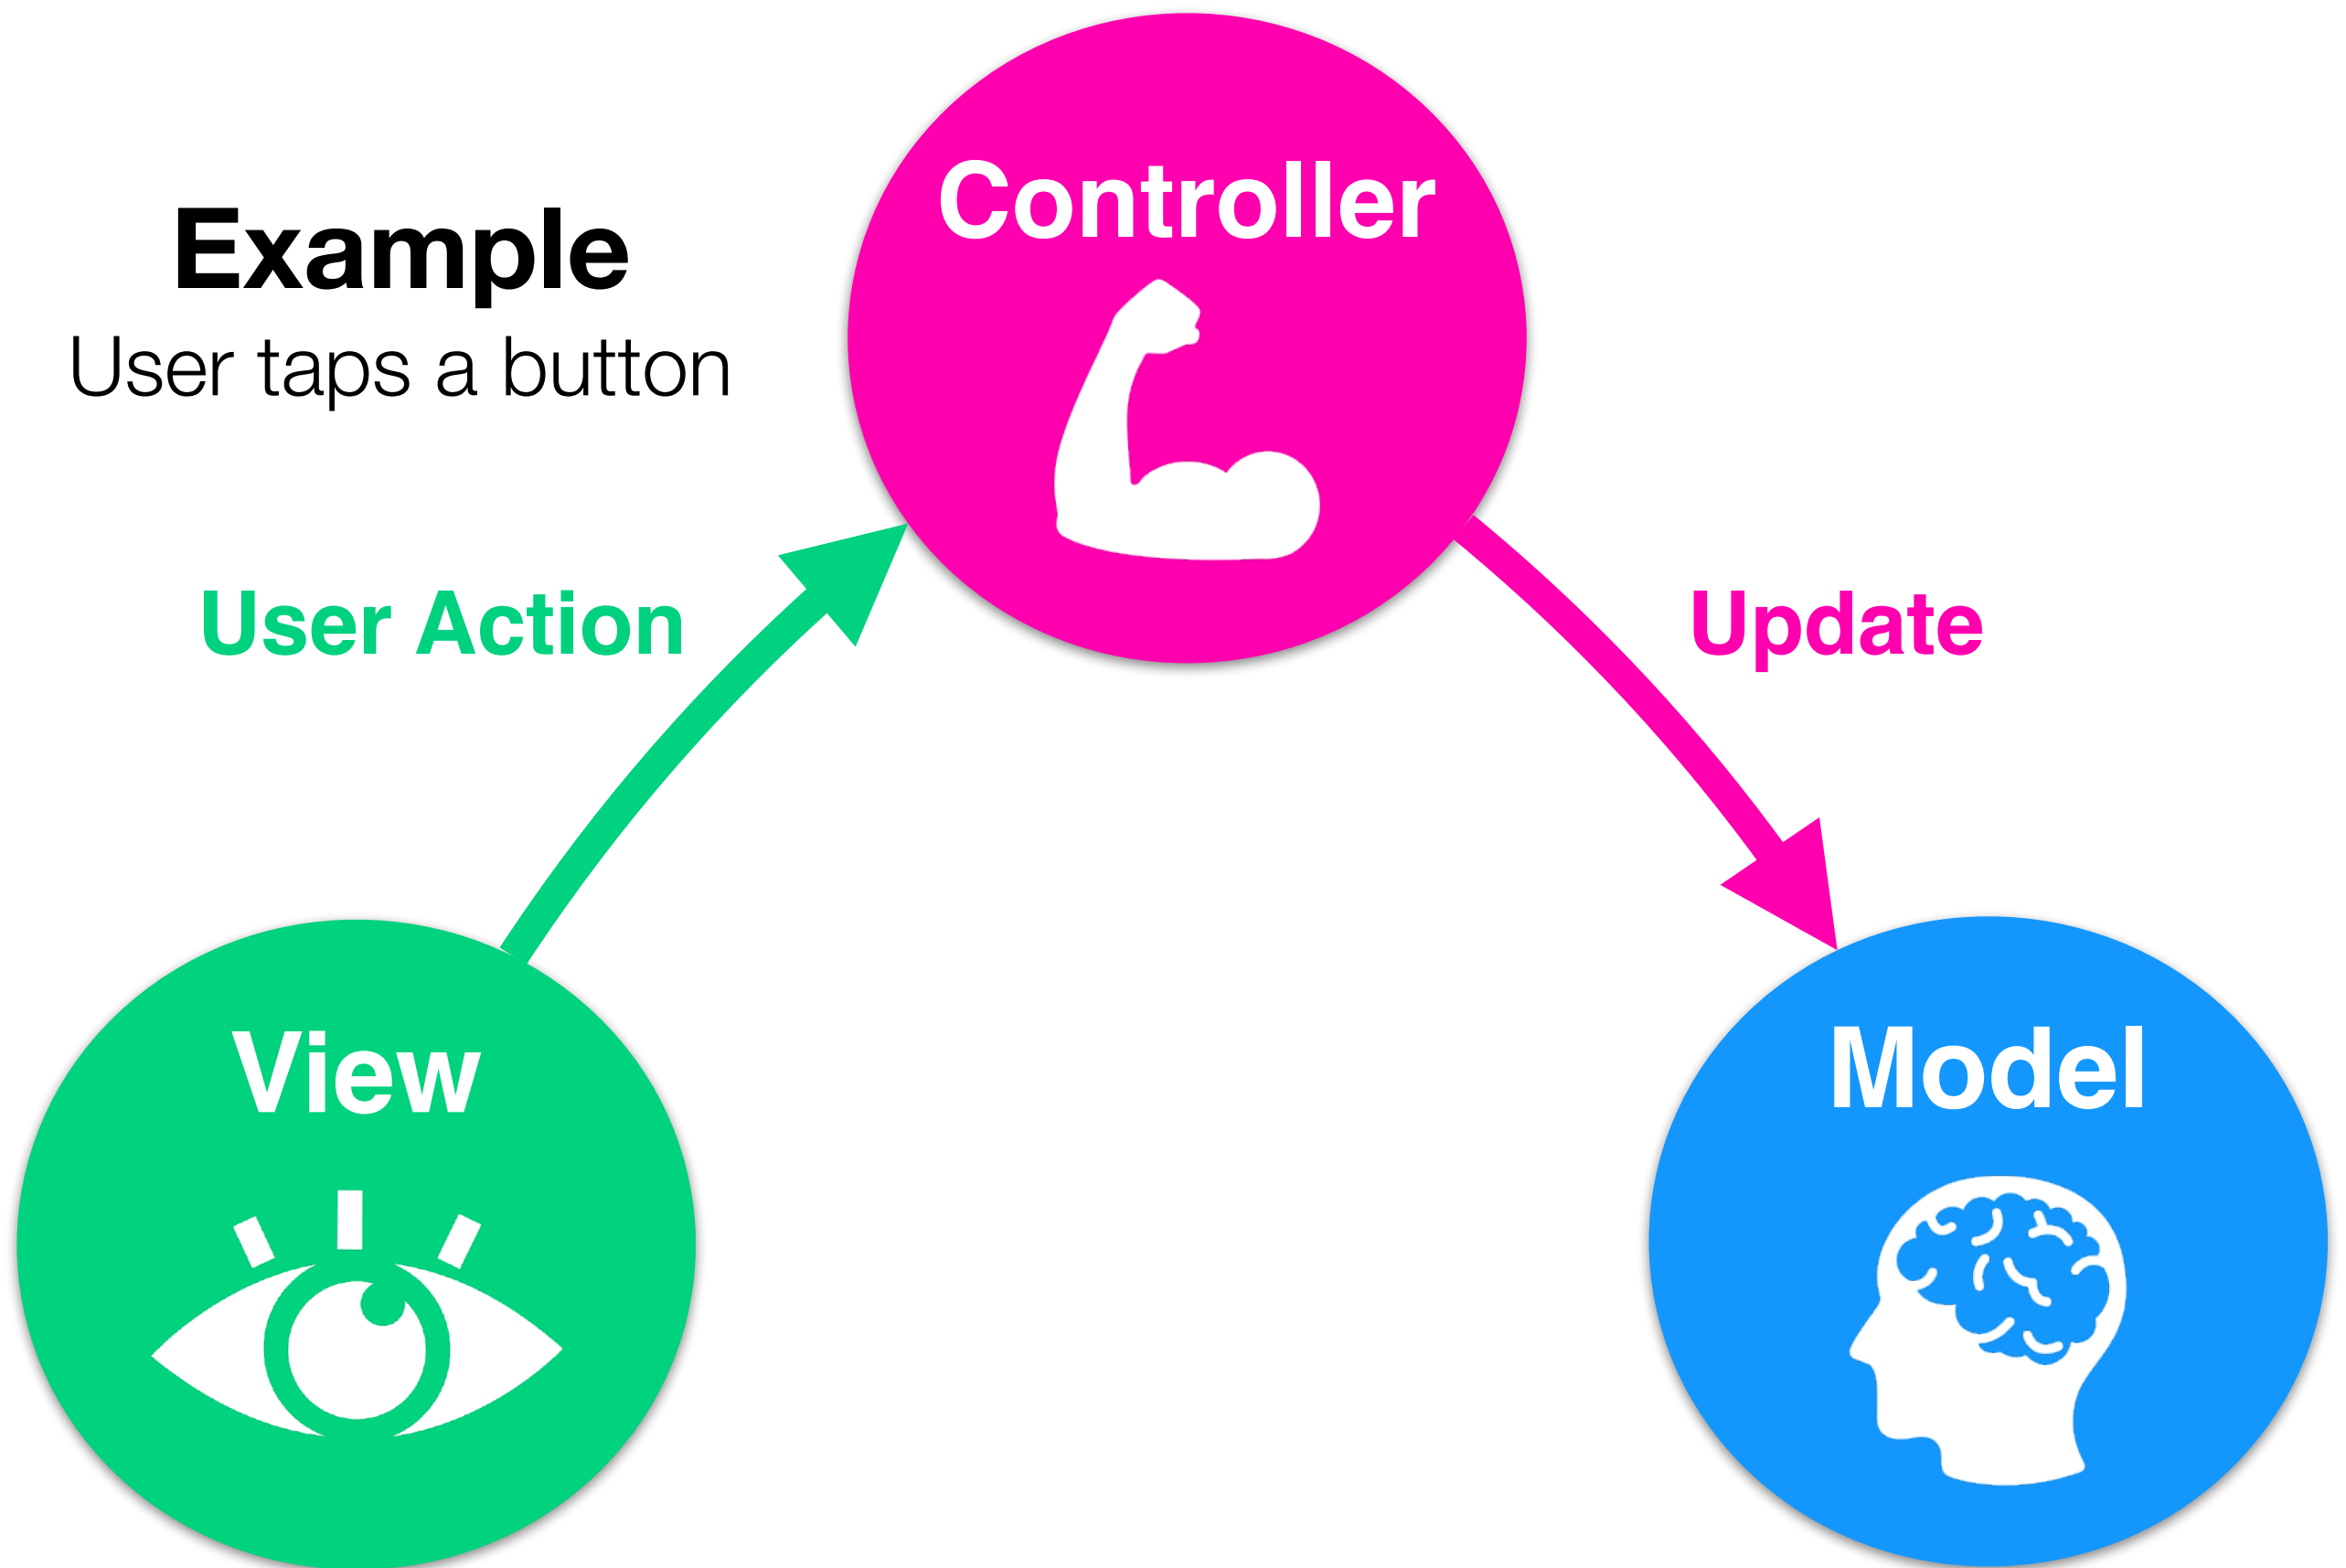 Controller
Example
User taps a button
User Action
Update
View
Model